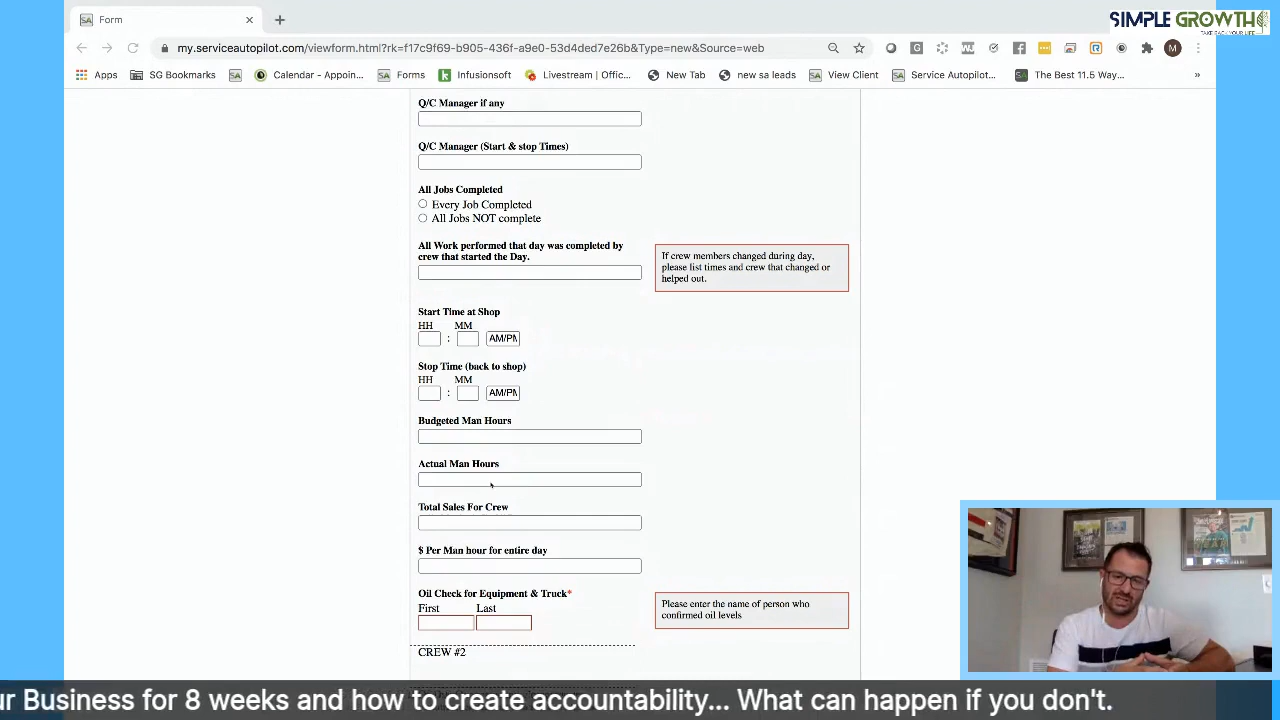 Form
SIMPLE GROWTH
TAKE BACK YOUR LIFE
my.serviceautopilot.com/viewform.html?rk=f17c9f69-b905-436f-a9e0-53d4ded7e26b&Type=new&Source=web
Apps SG Bookmarks Calendar - Appoin... Forms Infusionsoft Livestream | Offic... New Tab new sa leads View Client Service Autopilot... The Best 11.5 Way... »
Q/C Manager if any
Q/C Manager (Start & stop Times)
All Jobs Completed
Every Job Completed
All Jobs NOT complete
All Work performed that day was completed by
crew that started the Day.
If crew members changed during day,
please list times and crew that changed or
helped out.
Start Time at Shop
HH MM
: AM/PM
Stop Time (back to shop)
HH MM
: AM/PM
Budgeted Man Hours
Actual Man Hours
Total Sales For Crew
$ Per Man hour for entire day
Oil Check for Equipment & Truck*
First Last
Please enter the name of person who
confirmed oil levels
CREW #2
ur Business for 8 weeks and how to create accountability... What can happen if you don't.